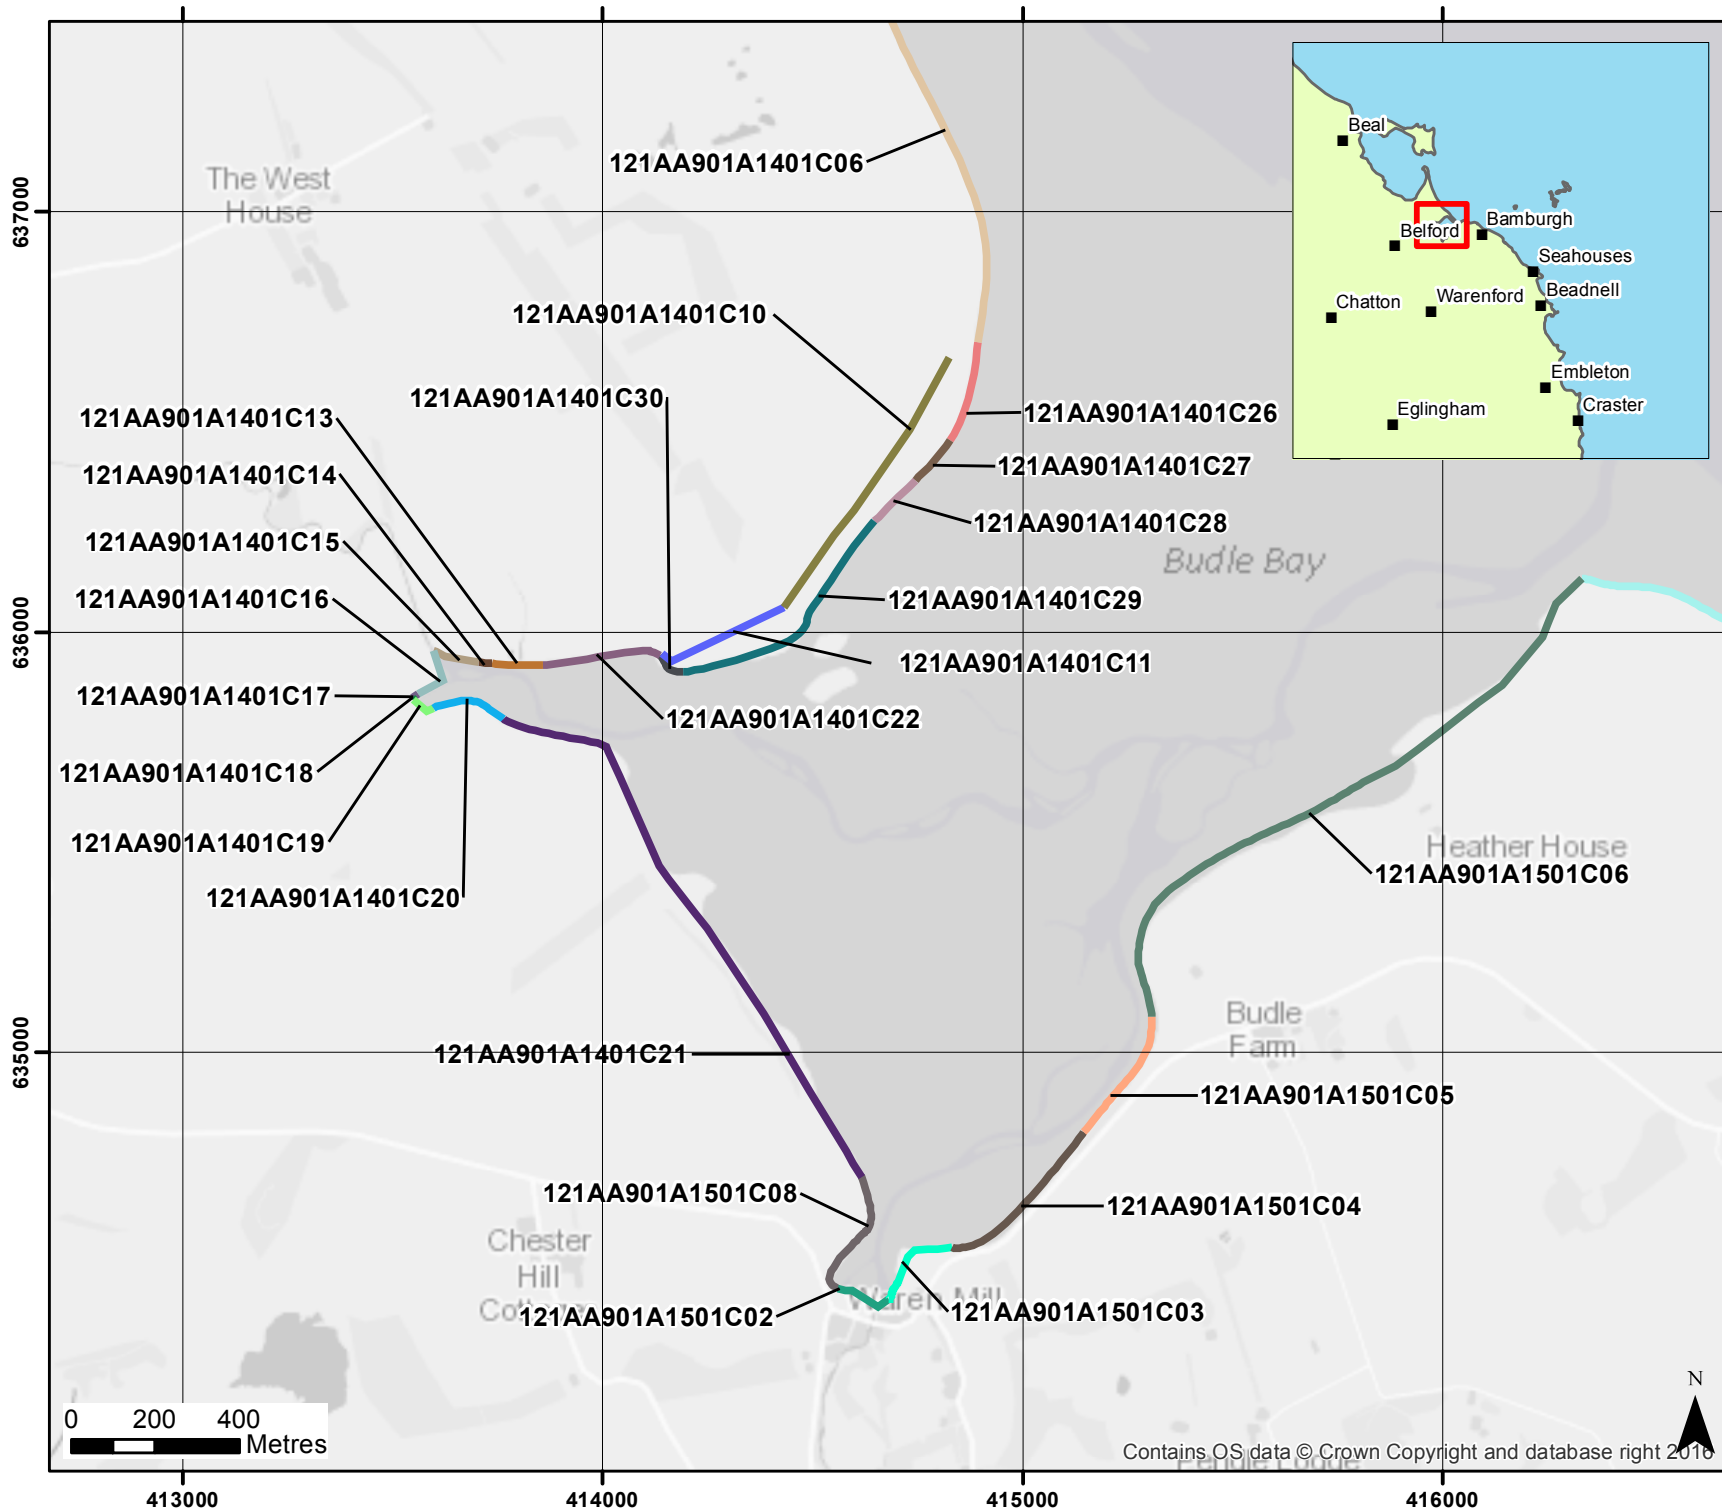 Beal
Belford
Bamburgh
Seahouses
Beadnell
Chatton
Warenford
Embleton
Eglingham
Craster
121AA901A1401C06
The West
House
637000
121AA901A1401C10
121AA901A1401C30
121AA901A1401C13
121AA901A1401C26
121AA901A1401C27
121AA901A1401C14
121AA901A1401C28
121AA901A1401C15
Budle Bay
121AA901A1401C16
121AA901A1401C29
636000
121AA901A1401C11
121AA901A1401C17
121AA901A1401C22
121AA901A1401C18
121AA901A1401C19
Heather House
121AA901A1501C06
121AA901A1401C20
Budle
Farm
635000
121AA901A1401C21
121AA901A1501C05
121AA901A1501C08
121AA901A1501C04
Chester
Hill
Waren Mill
121AA901A1501C02
121AA901A1501C03
N
0 200 400
Metres
Contains OS data © Crown Copyright and database right 2016
413000 414000 415000 416000